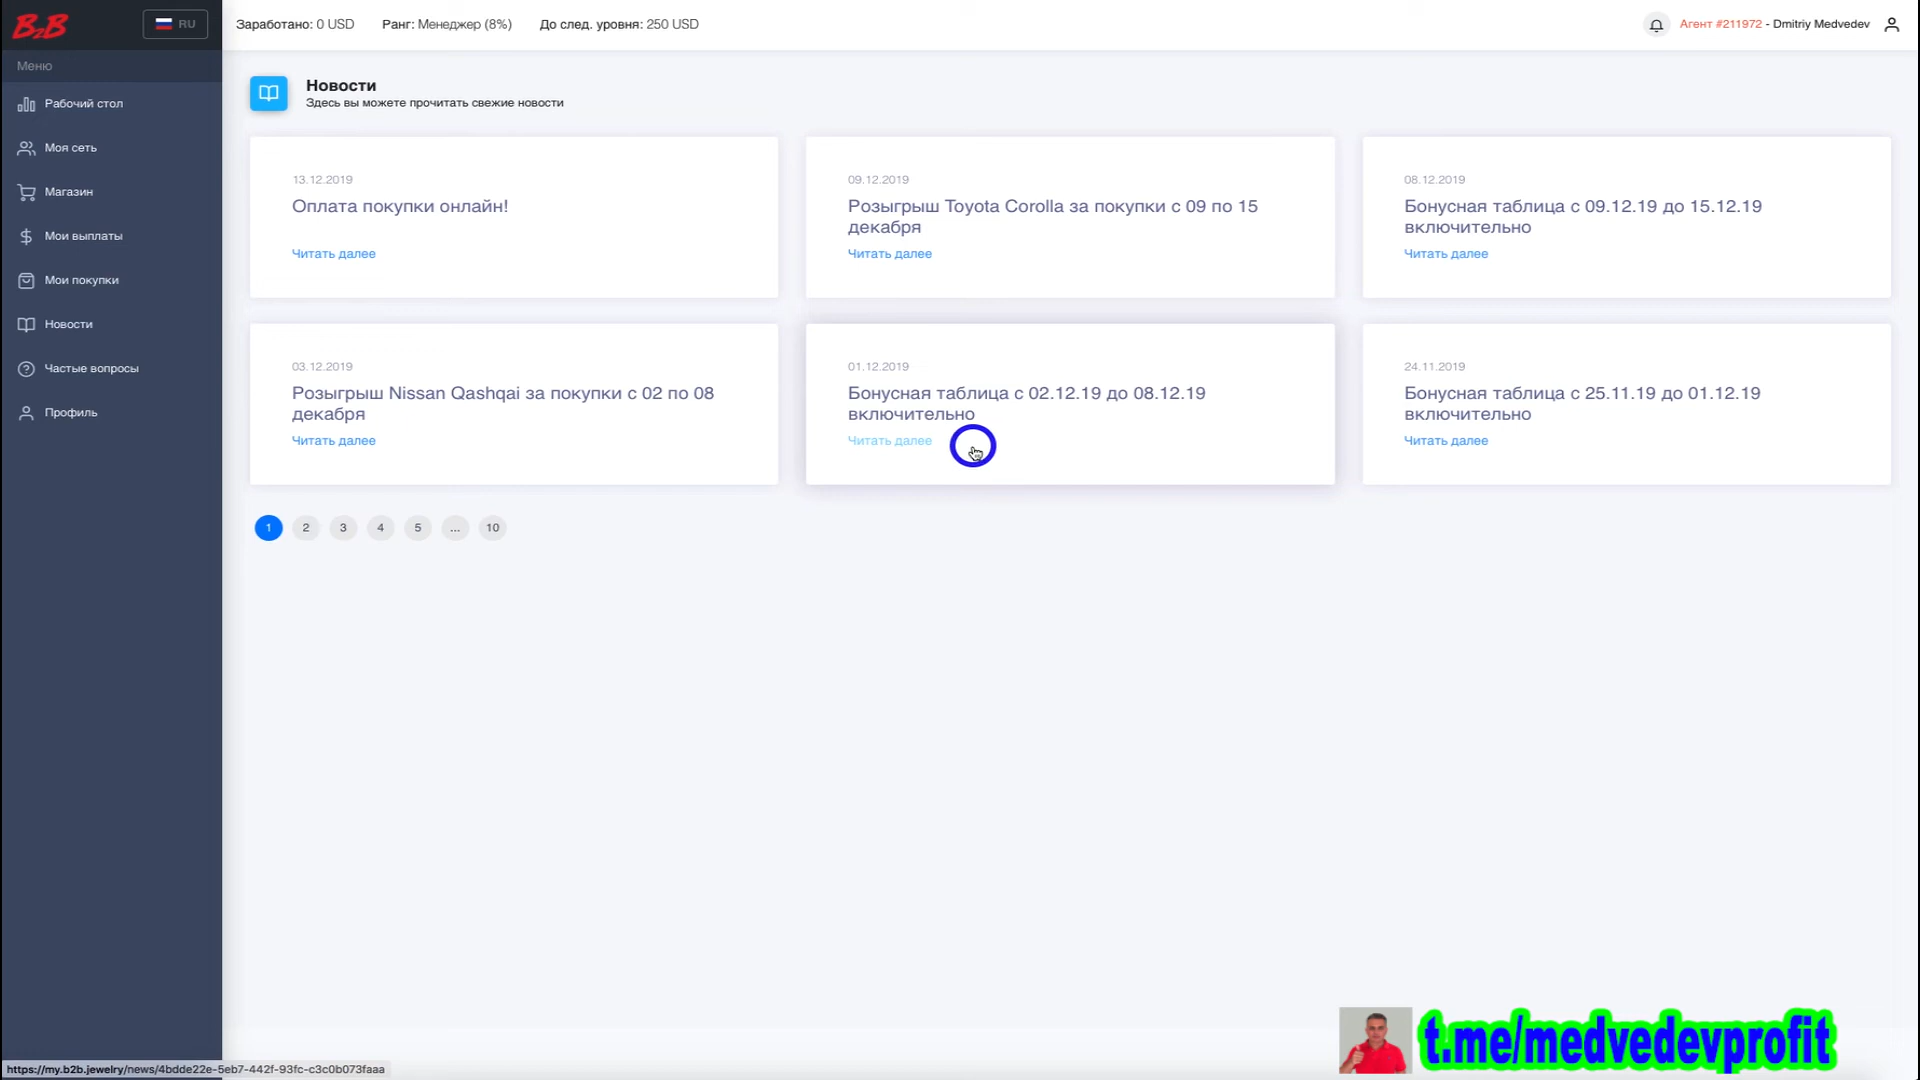 B2B
RU
Заработано: 0 USD
Ранг: Менеджер (8%)
До след. уровня: 250 USD
Агент #211972 - Dmitriy Medvedev
Меню
Рабочий стол
Моя сеть
Магазин
Мои выплаты
Мои покупки
Новости
Частые вопросы
Профиль
Новости
Здесь вы можете прочитать свежие новости
13.12.2019
Оплата покупки онлайн!
Читать далее
09.12.2019
Розыгрыш Toyota Corolla за покупки с 09 по 15
декабря
Читать далее
08.12.2019
Бонусная таблица с 09.12.19 до 15.12.19
включительно
Читать далее
03.12.2019
Розыгрыш Nissan Qashqai за покупки с 02 по 08
декабря
Читать далее
01.12.2019
Бонусная таблица с 02.12.19 до 08.12.19
включительно
Читать далее
24.11.2019
Бонусная таблица с 25.11.19 до 01.12.19
включительно
Читать далее
1 2 3 4 5 ... 10
t.me/medvedevprofit
https://my.b2b.jewelry/news/4bdde22e-5eb7-442f-93fc-c3c0b073faaa